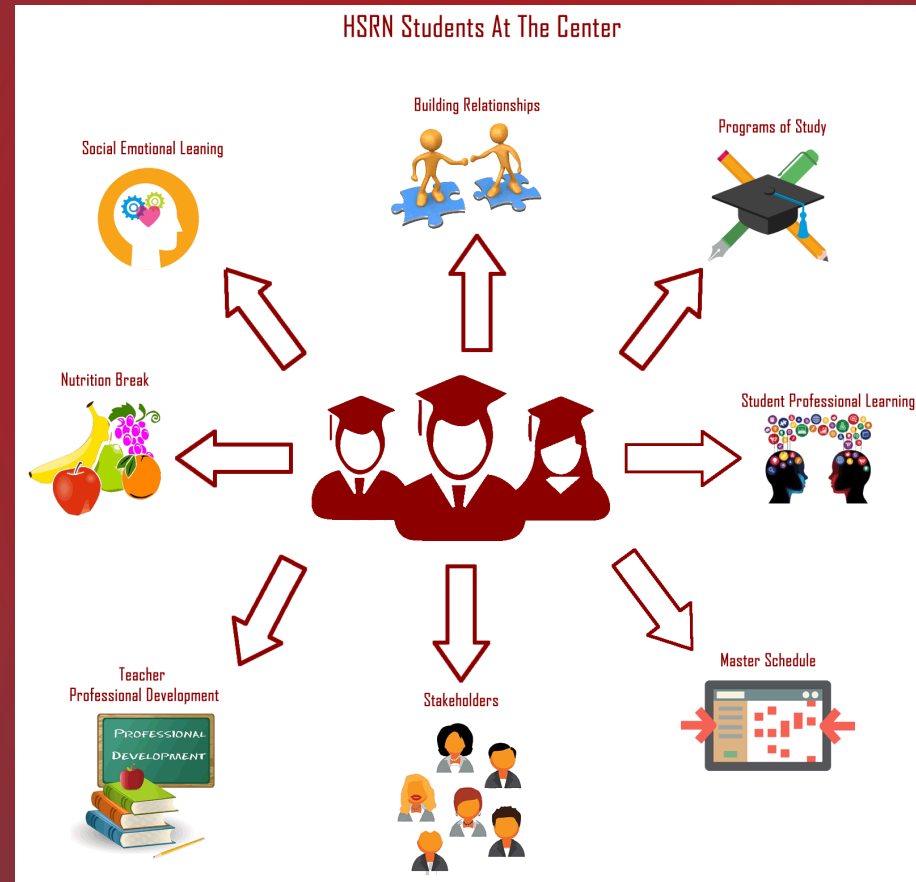 HSRN Students At The Center
Building Relationships
Programs of Study
Social Emotional Leaning
Nutrition Break
Student Professional Learning
Teacher
Professional Development
PROFESSIONAL
DEVELOPMENT
Stakeholders
Master Schedule